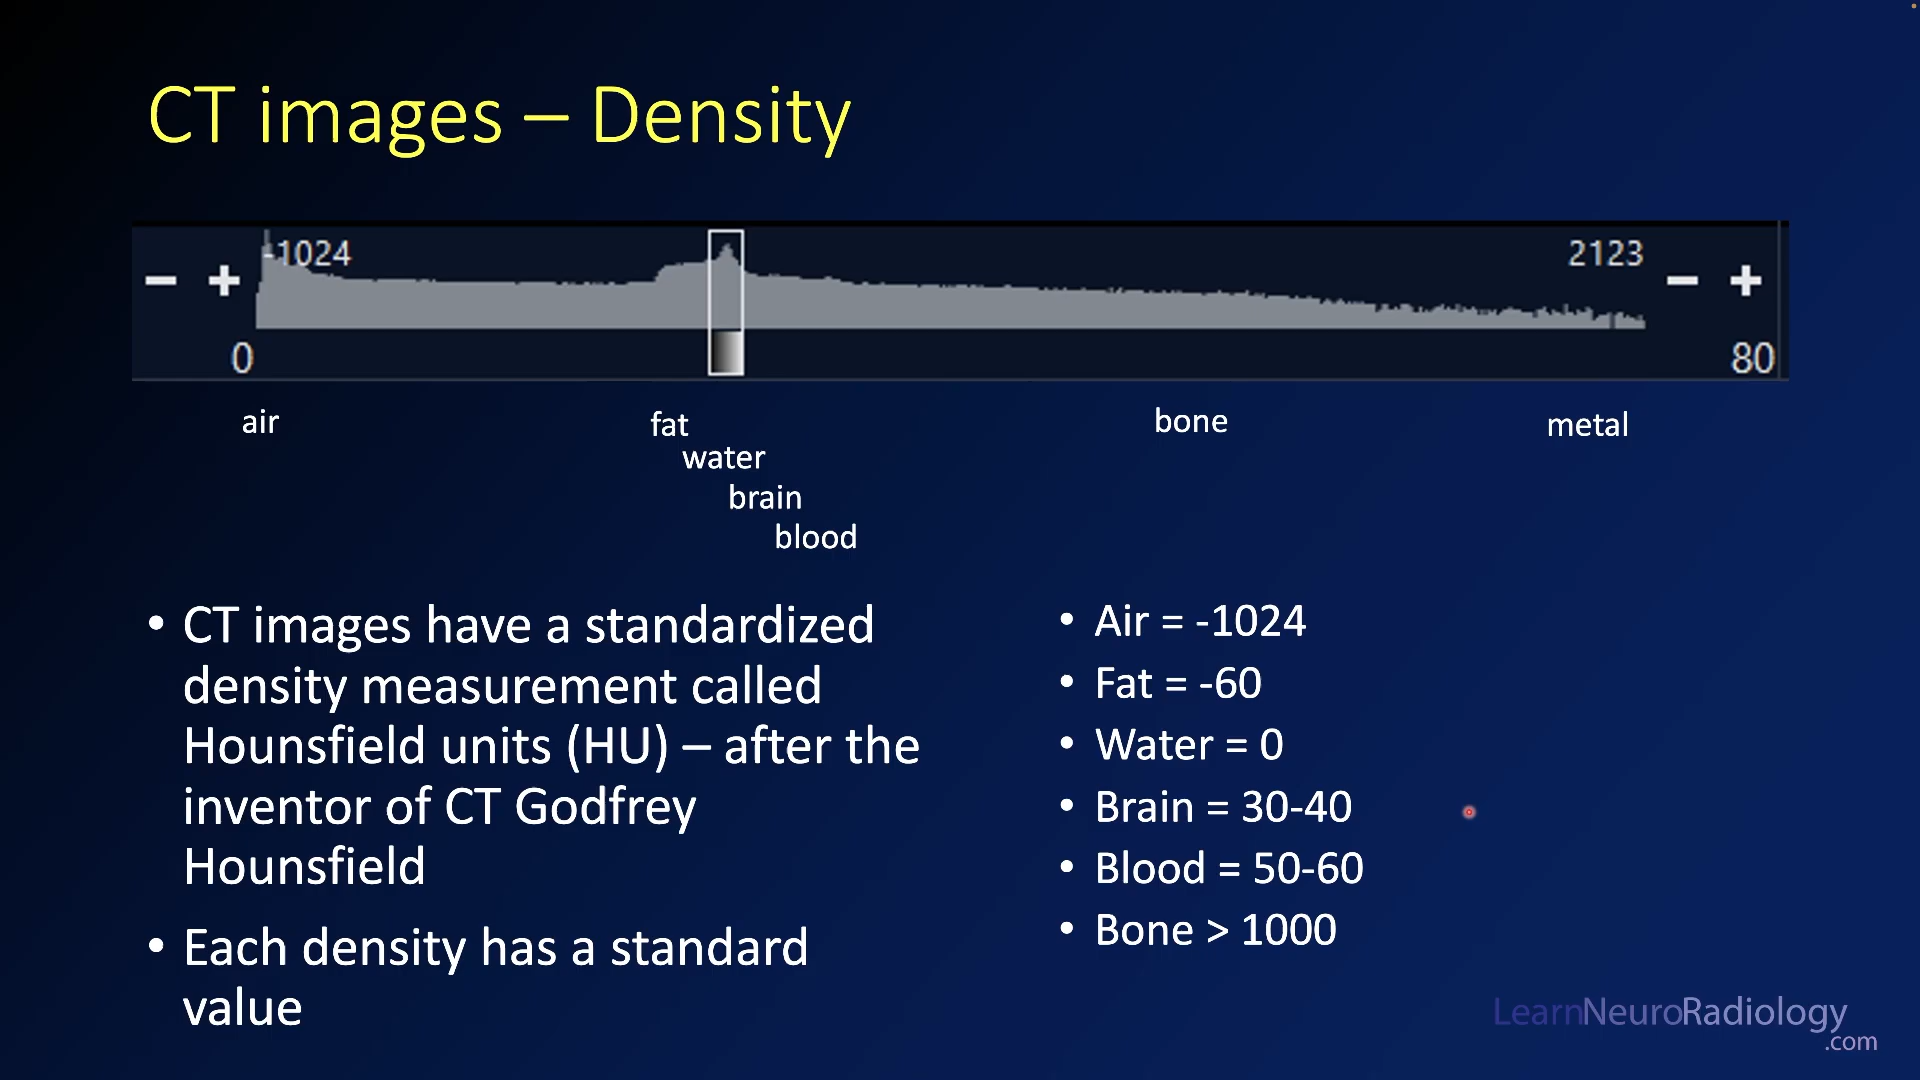 CT images – Density
-1024
2123
− +
− +
0
80
air
fat
bone
metal
water
brain
blood
• CT images have a standardized
density measurement called
Hounsfield units (HU) – after the
inventor of CT Godfrey
Hounsfield
• Each density has a standard
value
• Air = -1024
• Fat = -60
• Water = 0
• Brain = 30-40
• Blood = 50-60
• Bone > 1000
LearnNeuroRadiology
.com